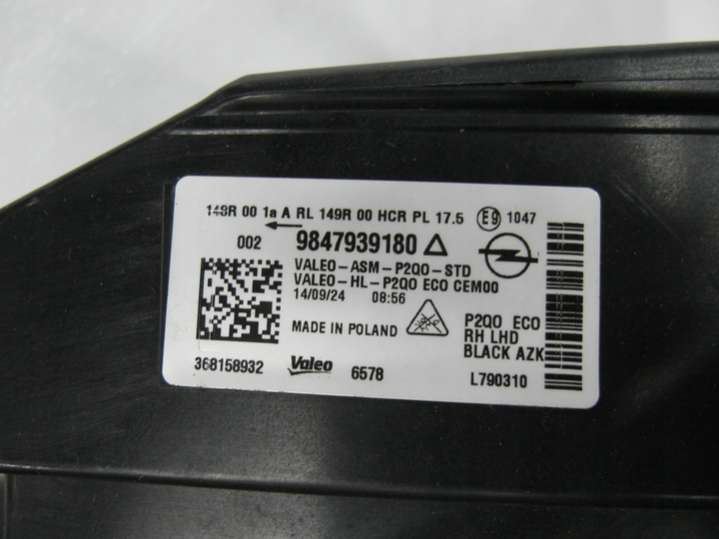 149R 00 1a A RL 149R 00 HCR PL 17.5 E9 1047
002 9847939180
VALEO-ASM-P2QO-STD
VALEO-HL-P2QO ECO CEM00
14/09/24 08:56
MADE IN POLAND
P2QO ECO
RH LHD
BLACK AZK
368158932 Valeo 6578 L790310